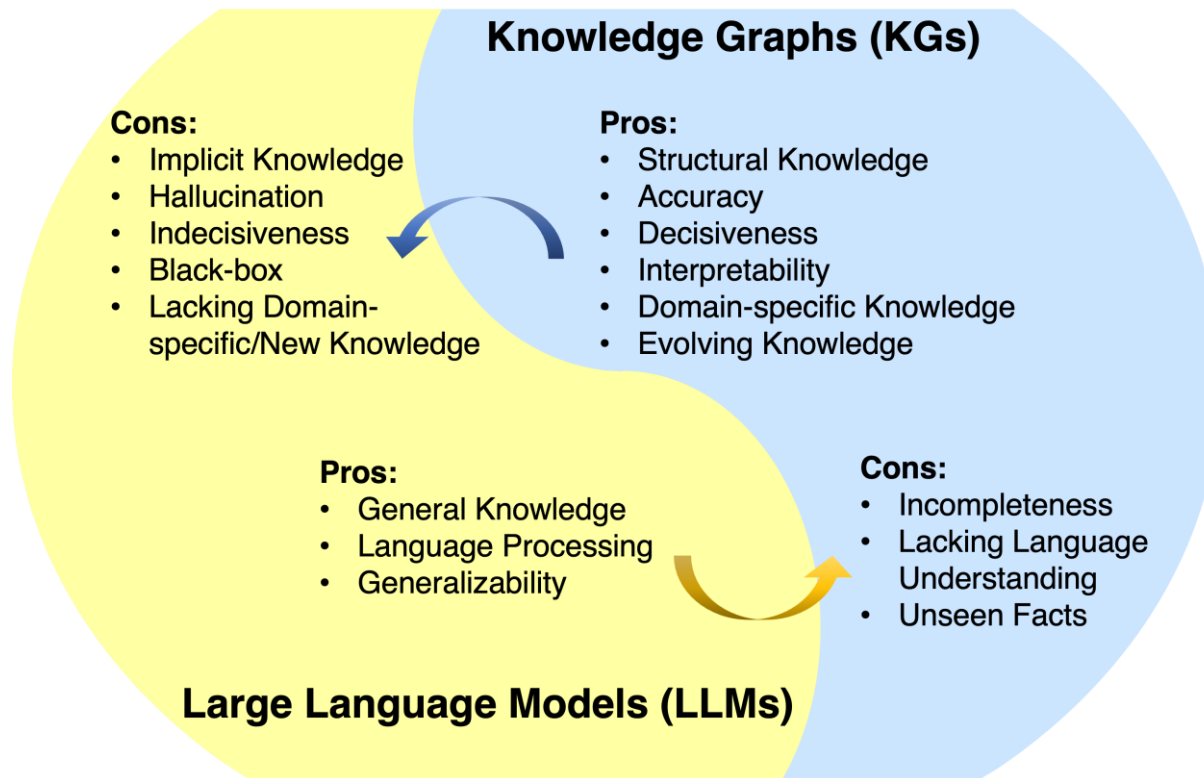 Knowledge Graphs (KGs)
Cons:
• Implicit Knowledge
• Hallucination
• Indecisiveness
• Black-box
• Lacking Domain-
specific/New Knowledge
Pros:
• Structural Knowledge
• Accuracy
• Decisiveness
• Interpretability
• Domain-specific Knowledge
• Evolving Knowledge
Pros:
• General Knowledge
• Language Processing
• Generalizability
Cons:
• Incompleteness
• Lacking Language
Understanding
• Unseen Facts
Large Language Models (LLMs)